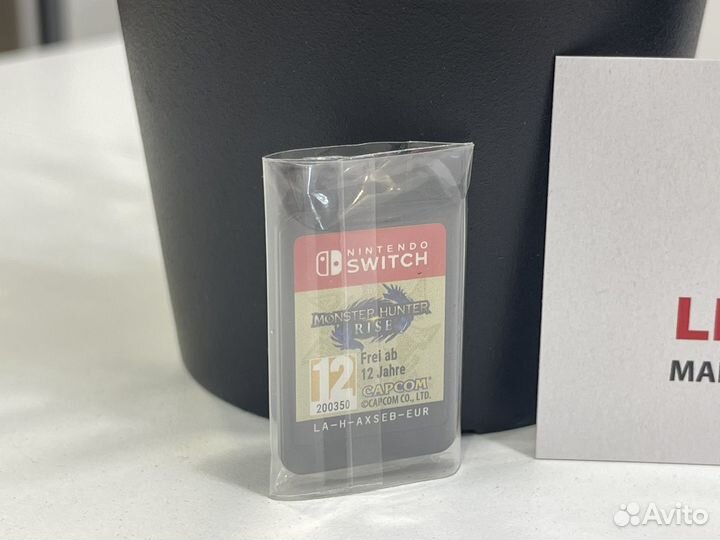 NINTENDO
SWITCH
MONSTER HUNTER
RISE
12
200350
Frei ab
12 Jahre
CAPCOM
©CAPCOM CO., LTD.
LA-H-AXSEB-EUR
Avito